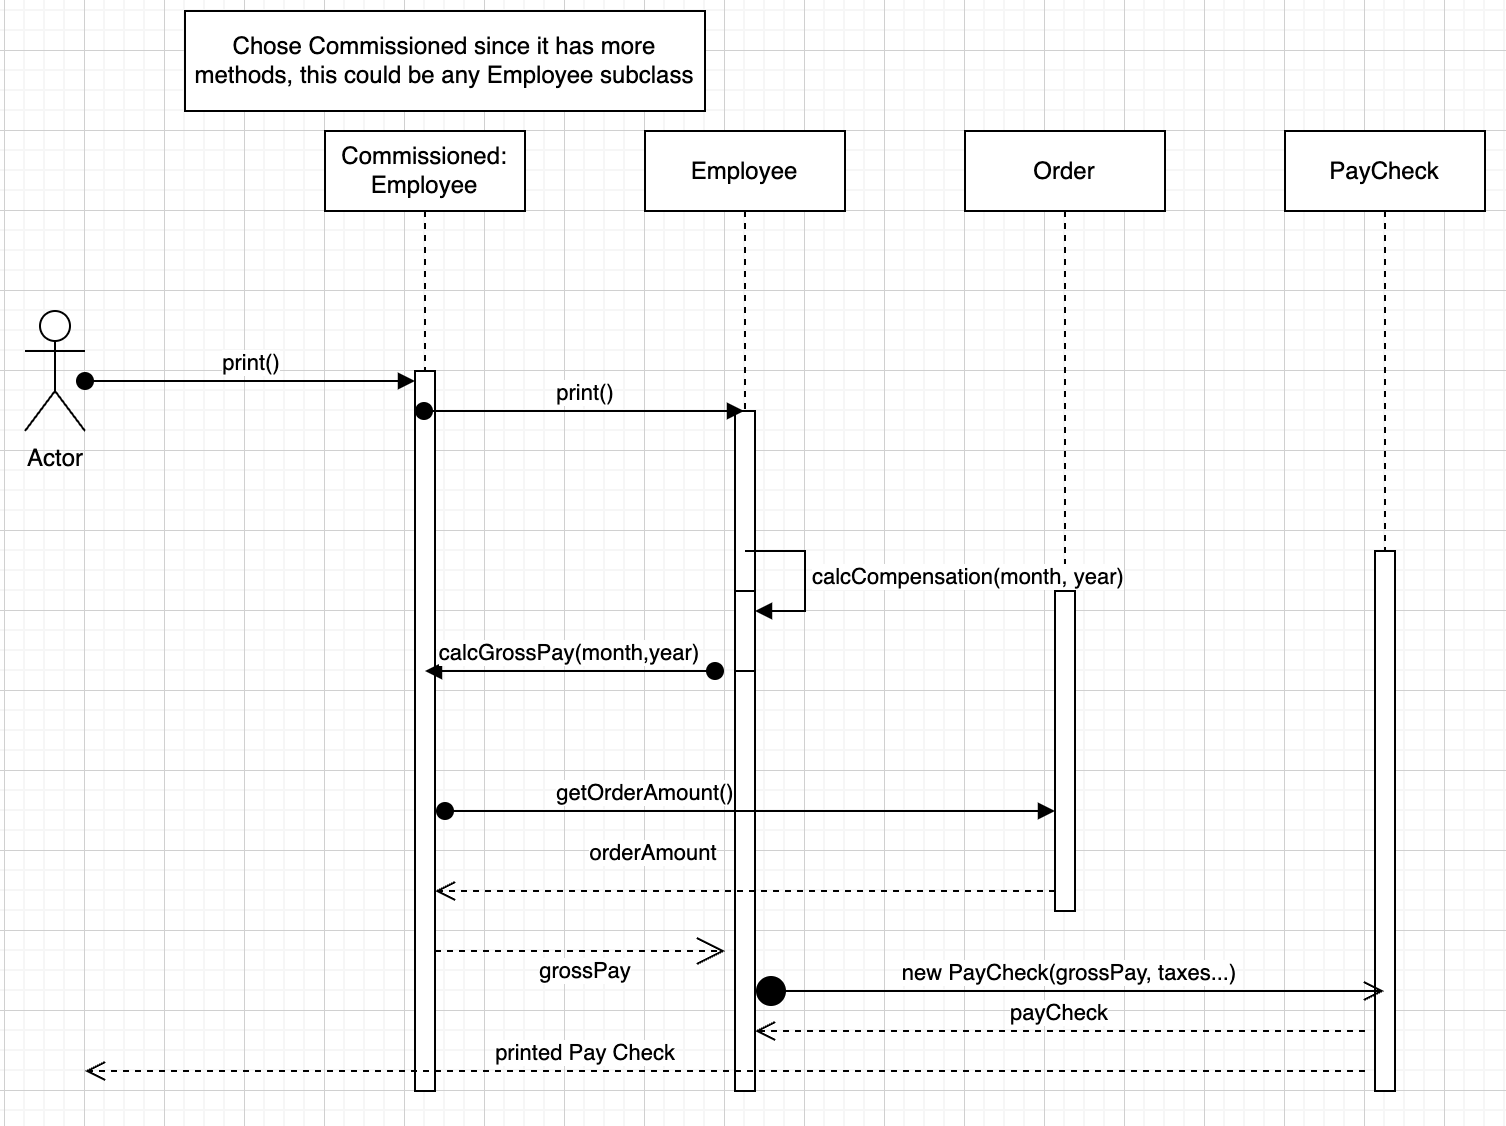 Chose Commissioned since it has more
methods, this could be any Employee subclass
Commissioned:
Employee
Employee
Order
PayCheck
print()
print()
Actor
calcCompensation(month, year)
calcGrossPay(month,year)
getOrderAmount()
orderAmount
grossPay
new PayCheck(grossPay, taxes...)
payCheck
printed Pay Check